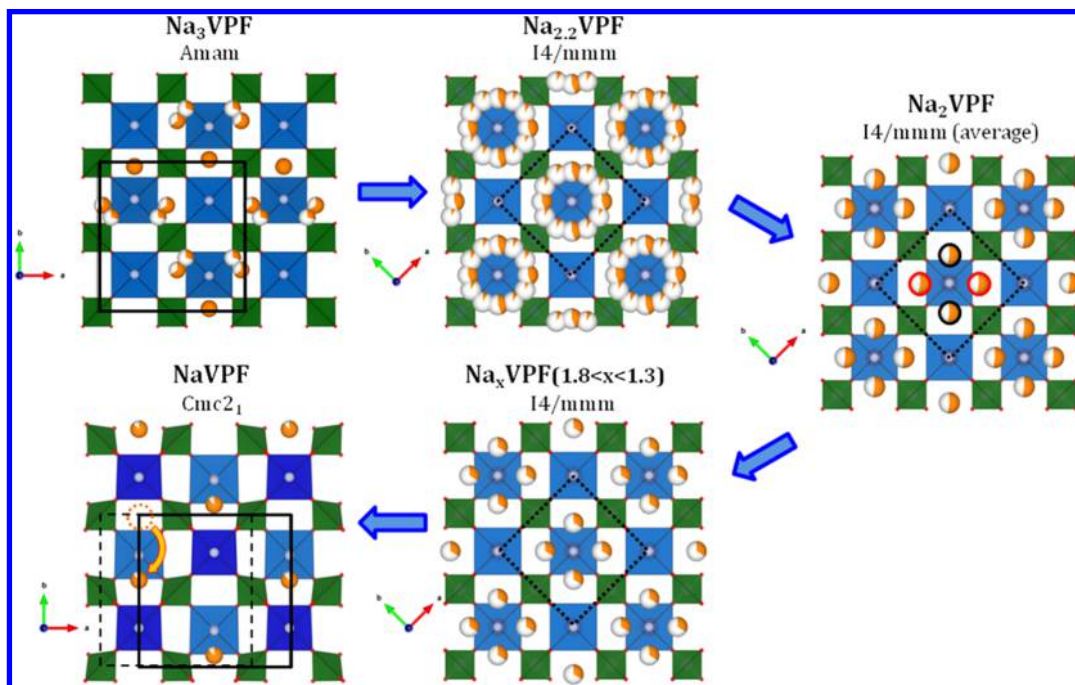 Na₃VPF
Amam
Na₂.₂VPF
I4/mmm
Na₂VPF
I4/mmm (average)
b
a
b
a
b
a
NaVPF
Cmc2₁
NaₓVPF(1.8<x<1.3)
I4/mmm
b
a
b
a